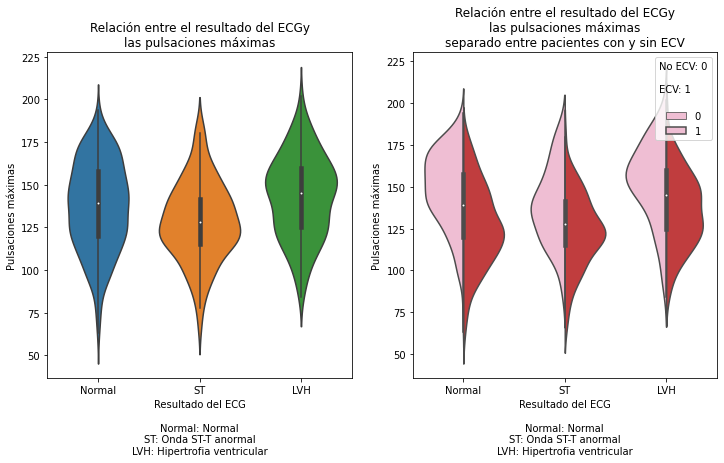 Relación entre el resultado del ECGy
las pulsaciones máximas
Pulsaciones máximas
225
200
175
150
125
100
75
50
Normal
ST
LVH
Resultado del ECG
Normal: Normal
ST: Onda ST-T anormal
LVH: Hipertrofia ventricular
Relación entre el resultado del ECGy
las pulsaciones máximas
separado entre pacientes con y sin ECV
Pulsaciones máximas
225
200
175
150
125
100
75
50
No ECV: 0
ECV: 1
0
1
Normal
ST
LVH
Resultado del ECG
Normal: Normal
ST: Onda ST-T anormal
LVH: Hipertrofia ventricular